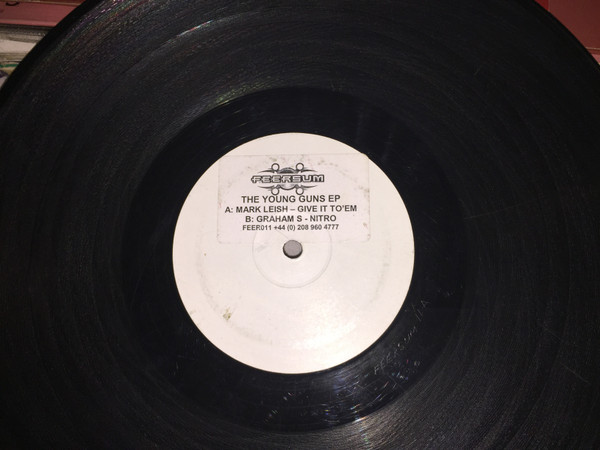 FEERSUM
THE YOUNG GUNS EP
A: MARK LEISH – GIVE IT TO'EM
B: GRAHAM S - NITRO
FEER011 +44 (0) 208 960 4777